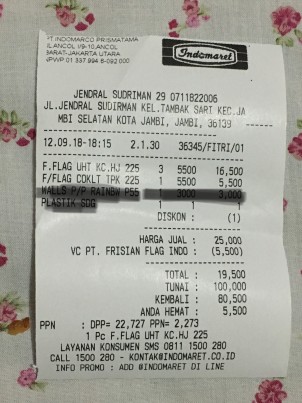 PT.INDOMARCO PRISMATAMA
JL.ANCOL V9-10,ANCOL
BARAT-JAKARTA UTARA
NPWP 01 337 994 6-092 000
Indomaret
JENDRAL SUDRIMAN 29 0711822006
JL.JENDRAL SUDIRMAN KEL.TAMBAK SARI KEC.JA
MBI SELATAN KOTA JAMBI, JAMBI, 36139
12.09.18-18:15 2.1.30 36345/FITRI/01
F.FLAG UHT KC.HJ 225 3 5500 16,500
F/FLAG COKLT TPK 225 1 5500 5,500
WALLS P/P RAINBW P55 1 3000 3,000
PLASTIK SDG 1 1 1
DISKON : (1)
HARGA JUAL : 25,000
VC PT. FRISIAN FLAG IND : (5,500)
TOTAL : 19,500
TUNAI : 100,000
KEMBALI : 80,500
ANDA HEMAT : 5,500
PPN : DPP= 22,727 PPN= 2,273
1 Pc F.FLAG UHT KC.HJ 225
LAYANAN KONSUMEN SMS 0811 1500 280
CALL 1500 280 - KONTAK@INDOMARET.CO.ID
INFO PROMO : ADD @INDOMARET DI LINE